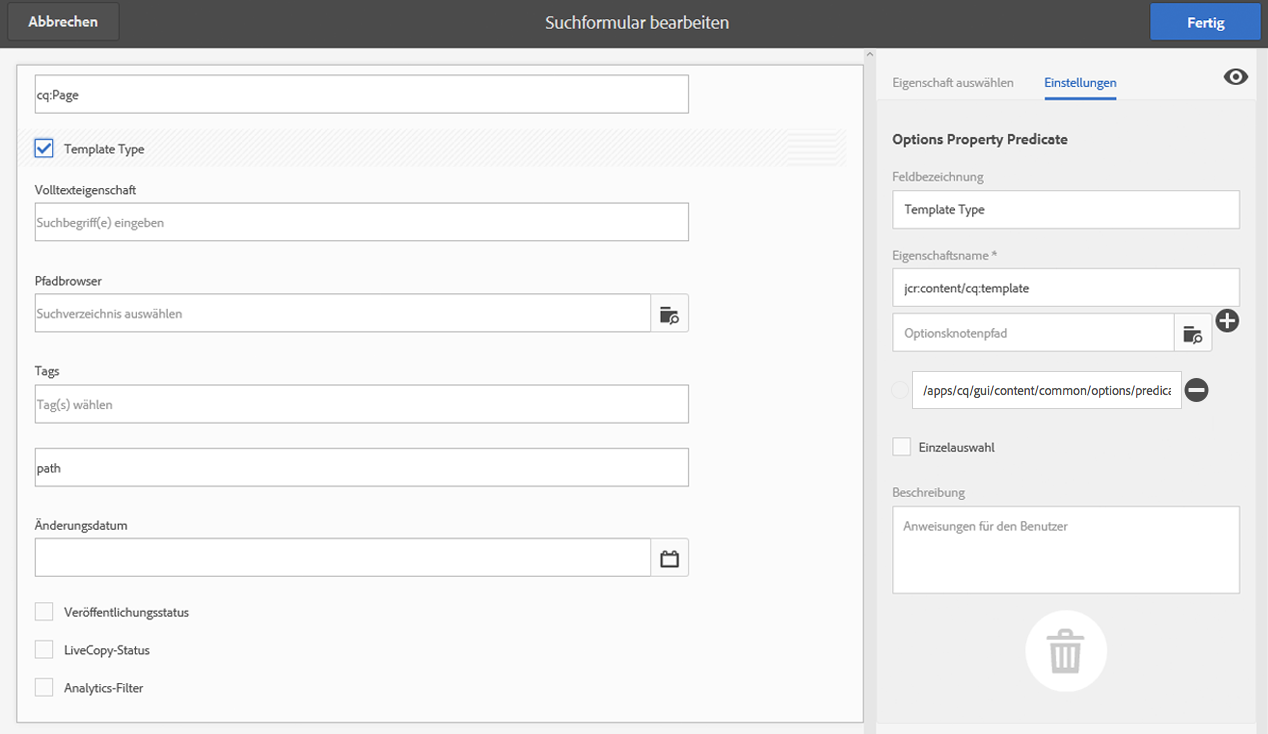 Abbrechen
Suchformular bearbeiten
Fertig
cq:Page
Template Type
Volltexteigenschaft
Suchbegriff(e) eingeben
Pfadbrowser
Suchverzeichnis auswählen
Tags
Tag(s) wählen
path
Änderungsdatum
Veröffentlichungsstatus
LiveCopy-Status
Analytics-Filter
Eigenschaft auswählen
Einstellungen
Options Property Predicate
Feldbezeichnung
Template Type
Eigenschaftsname *
jcr:content/cq:template
Optionsknotenpfad
/apps/cq/gui/content/common/options/predica
Einzelauswahl
Beschreibung
Anweisungen für den Benutzer